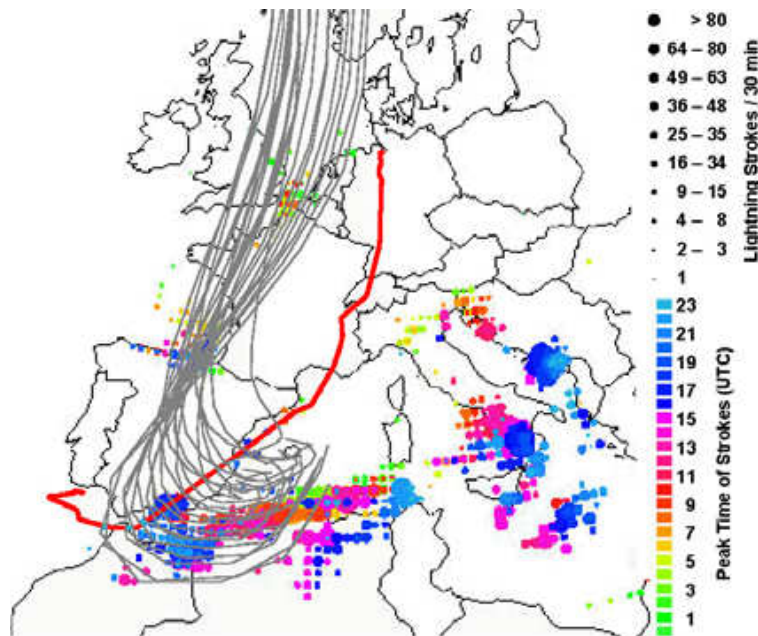 > 80
64 – 80
49 – 63
36 – 48
25 – 35
16 – 34
9 – 15
4 – 8
2 – 3
1
Lightning Strokes / 30 min
23
21
19
17
15
13
11
9
7
5
3
1
Peak Time of Strokes (UTC)